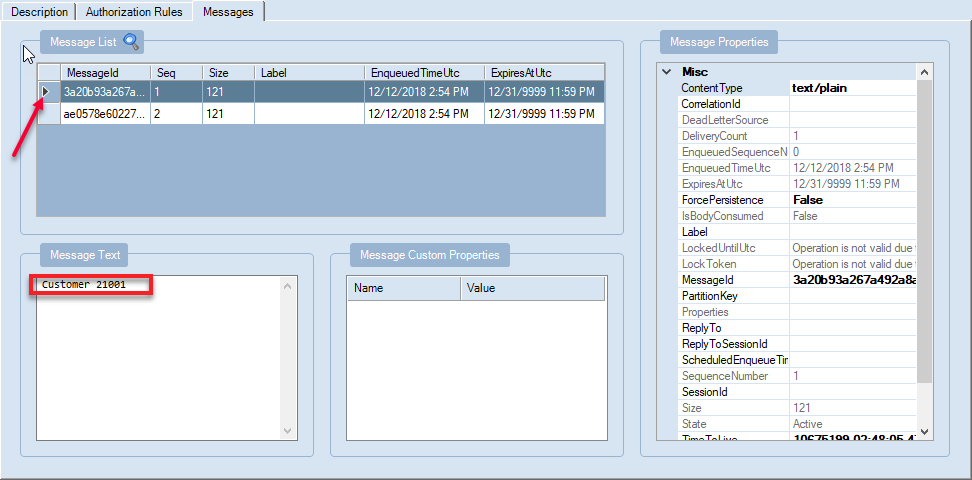 Description Authorization Rules Messages
Message List
MessageId Seq Size Label EnqueuedTimeUtc ExpiresAtUtc
3a20b93a267a... 1 121 12/12/2018 2:54 PM 12/31/9999 11:59 PM
ae0578e60227... 2 121 12/12/2018 2:54 PM 12/31/9999 11:59 PM
Message Text
Customer 21001
Message Custom Properties
Name Value
Message Properties
Misc
ContentType text/plain
CorrelationId
DeadLetterSource
DeliveryCount 1
EnqueuedSequenceN 0
EnqueuedTimeUtc 12/12/2018 2:54 PM
ExpiresAtUtc 12/31/9999 11:59 PM
ForcePersistence False
IsBodyConsumed False
Label
LockedUntilUtc Operation is not valid due
LockToken Operation is not valid due
MessageId 3a20b93a267a492a8a
PartitionKey
Properties
ReplyTo
ReplyToSessionId
ScheduledEnqueueTim
SequenceNumber 1
SessionId
Size 121
State Active
TimeToLive 10675199.02:48:05.47